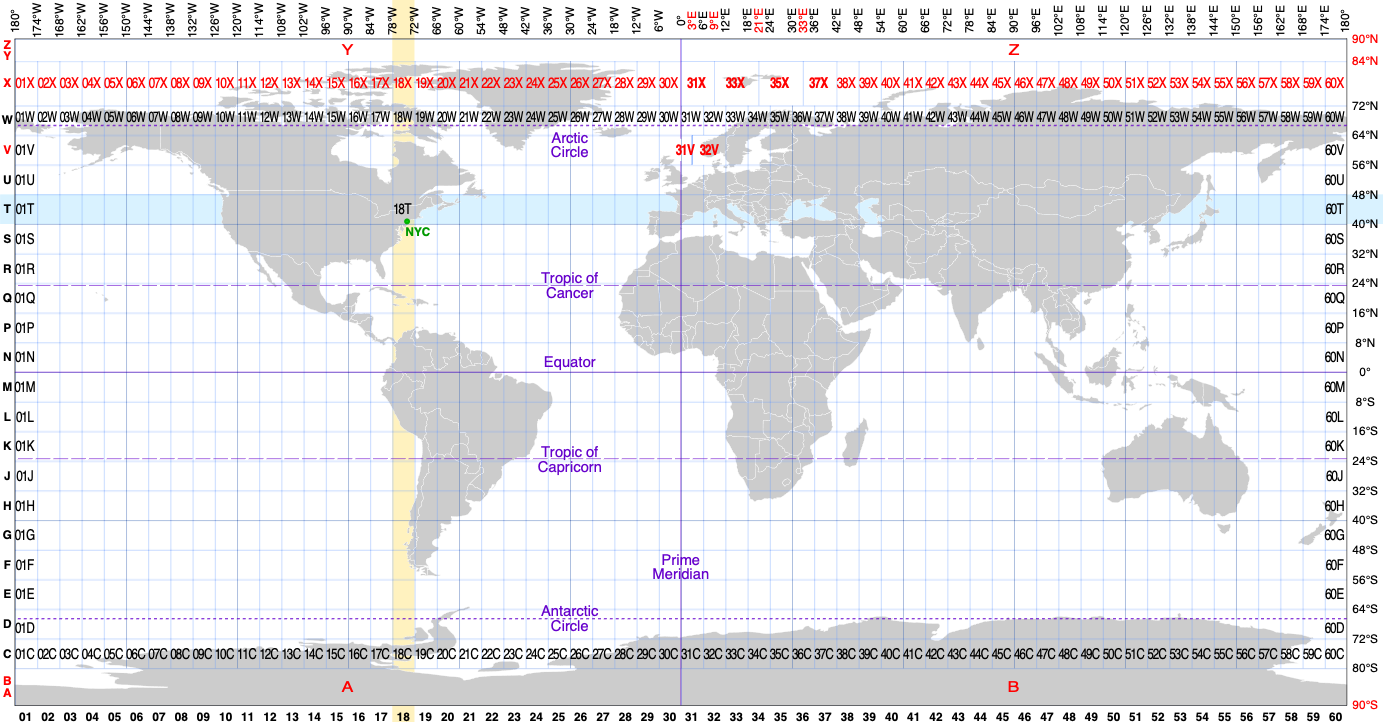 180° 174°W 168°W 162°W 156°W 150°W 144°W 138°W 132°W 126°W 120°W 114°W 108°W 102°W 96°W 90°W 84°W 78°W 72°W 66°W 60°W 54°W 48°W 42°W 36°W 30°W 24°W 18°W 12°W 6°W 0° 3°E 6°E 9°E 12°E 18°E 21°E 24°E 30°E 33°E 36°E 42°E 48°E 54°E 60°E 66°E 72°E 78°E 84°E 90°E 96°E 102°E 108°E 114°E 120°E 126°E 132°E 138°E 144°E 150°E 156°E 162°E 168°E 174°E 180°
90°N
Z
Y
Y Z
84°N
X 01X 02X 03X 04X 05X 06X 07X 08X 09X 10X 11X 12X 13X 14X 15X 16X 17X 18X 19X 20X 21X 22X 23X 24X 25X 26X 27X 28X 29X 30X 31X 33X 35X 37X 38X 39X 40X 41X 42X 43X 44X 45X 46X 47X 48X 49X 50X 51X 52X 53X 54X 55X 56X 57X 58X 59X 60X
72°N
W 01W 02W 03W 04W 05W 06W 07W 08W 09W 10W 11W 12W 13W 14W 15W 16W 17W 18W 19W 20W 21W 22W 23W 24W 25W 26W 27W 28W 29W 30W 31W 32W 33W 34W 35W 36W 37W 38W 39W 40W 41W 42W 43W 44W 45W 46W 47W 48W 49W 50W 51W 52W 53W 54W 55W 56W 57W 58W 59W 60W
64°N
Arctic
Circle
V 01V 31V 32V 60V
56°N
U 01U 60U
48°N
T 01T 18T 60T
40°N
NYC
S 01S 60S
32°N
R 01R 60R
24°N
Tropic of
Cancer
Q 01Q 60Q
16°N
P 01P 60P
8°N
N 01N 60N
Equator
0°
M 01M 60M
8°S
L 01L 60L
16°S
K 01K 60K
Tropic of
Capricorn
24°S
J 01J 60J
32°S
H 01H 60H
40°S
G 01G 60G
48°S
F 01F 60F
Prime
Meridian
56°S
E 01E 60E
64°S
Antarctic
Circle
D 01D 60D
72°S
C 01C 02C 03C 04C 05C 06C 07C 08C 09C 10C 11C 12C 13C 14C 15C 16C 17C 18C 19C 20C 21C 22C 23C 24C 25C 26C 27C 28C 29C 30C 31C 32C 33C 34C 35C 36C 37C 38C 39C 40C 41C 42C 43C 44C 45C 46C 47C 48C 49C 50C 51C 52C 53C 54C 55C 56C 57C 58C 59C 60C
80°S
B
A
A B
90°S
01 02 03 04 05 06 07 08 09 10 11 12 13 14 15 16 17 18 19 20 21 22 23 24 25 26 27 28 29 30 31 32 33 34 35 36 37 38 39 40 41 42 43 44 45 46 47 48 49 50 51 52 53 54 55 56 57 58 59 60